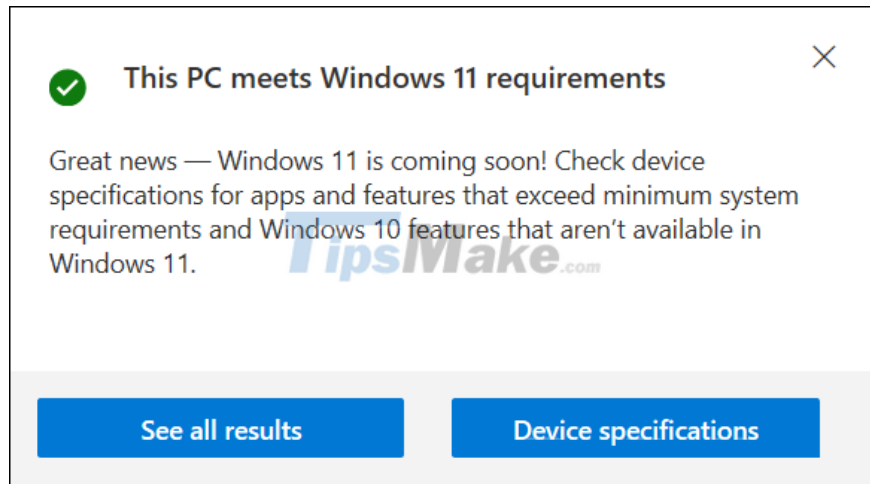 This PC meets Windows 11 requirements
Great news — Windows 11 is coming soon! Check device
specifications for apps and features that exceed minimum system
requirements and Windows 10 features that aren't available in
Windows 11.
TipsMake.com
See all results
Device specifications